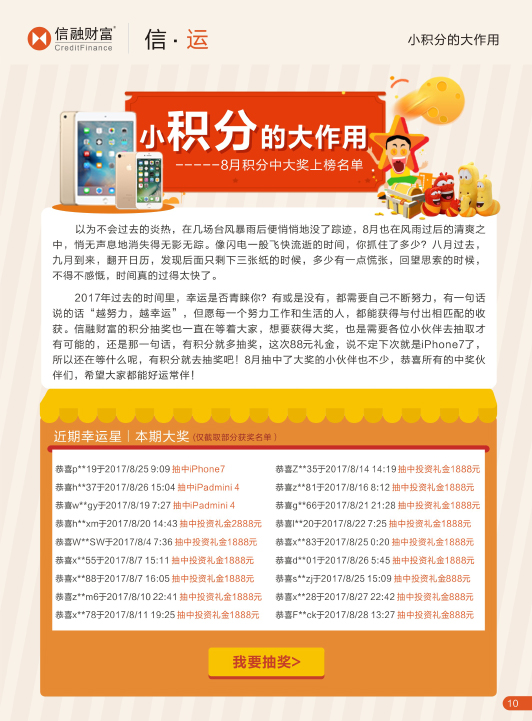 信融财富®
CreditFinance
信·运
小积分的大作用
小积分的大作用
-----8月积分中大奖上榜名单
以为不会过去的炎热，在几场台风暴雨后便悄悄地没了踪迹，8月也在风雨过后的清爽之
中，悄无声息地消失得无影无踪。像闪电一般飞快流逝的时间，你抓住了多少？八月过去，
九月到来，翻开日历，发现后面只剩下三张纸的时候，多少有一点慌张，回望思索的时候，
不得不感慨，时间真的过得太快了。
2017年过去的时间里，幸运是否青睐你？有或是没有，都需要自己不断努力，有一句话
说的话“越努力，越幸运”，但愿每一个努力工作和生活的人，都能获得与付出相匹配的收
获。信融财富的积分抽奖也一直在等着大家，想要获得大奖，也是需要各位小伙伴去抽取才
有可能的，还是那一句话，有积分就多抽奖，这次88元礼金，说不定下次就是iPhone7了，
所以还在等什么呢，有积分就去抽奖吧！8月抽中了大奖的小伙伴也不少，恭喜所有的中奖伙
伴们，希望大家都能好运常伴！
近期幸运星｜本期大奖（仅截取部分获奖名单）
恭喜p**19于2017/8/25 9:09 抽中iPhone7
恭喜h**37于2017/8/26 15:04 抽中iPadmini 4
恭喜w**gy于2017/8/19 7:27 抽中iPadmini 4
恭喜h**xm于2017/8/20 14:43 抽中投资礼金2888元
恭喜W**SW于2017/8/4 7:36 抽中投资礼金1888元
恭喜x**55于2017/8/7 15:11 抽中投资礼金1888元
恭喜x**88于2017/8/7 16:05 抽中投资礼金1888元
恭喜z**m6于2017/8/10 22:41 抽中投资礼金1888元
恭喜x**78于2017/8/11 19:25 抽中投资礼金1888元
恭喜Z**35于2017/8/14 14:19 抽中投资礼金1888元
恭喜z**81于2017/8/16 8:12 抽中投资礼金1888元
恭喜g**66于2017/8/21 21:28 抽中投资礼金1888元
恭喜l**20于2017/8/22 7:25 抽中投资礼金1888元
恭喜x**83于2017/8/25 0:20 抽中投资礼金1888元
恭喜d**01于2017/8/26 5:45 抽中投资礼金1888元
恭喜s**zj于2017/8/25 15:09 抽中投资礼金888元
恭喜x**28于2017/8/27 22:42 抽中投资礼金888元
恭喜F**ck于2017/8/28 13:27 抽中投资礼金888元
我要抽奖>
10